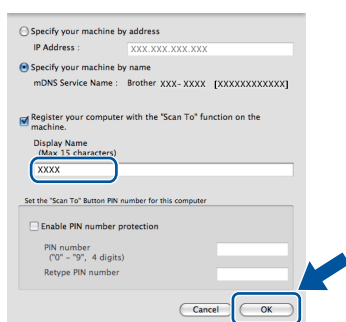 Specify your machine by address
IP Address : XXX.XXX.XXX.XXX
Specify your machine by name
mDNS Service Name : Brother XXX-XXXX [XXXXXXXXXXXX]
Register your computer with the "Scan To" function on the
machine.
Display Name
(Max 15 characters)
XXXX
Set the "Scan To" Button PIN number for this computer
Enable PIN number protection
PIN number
("0" - "9", 4 digits)
Retype PIN number
Cancel OK